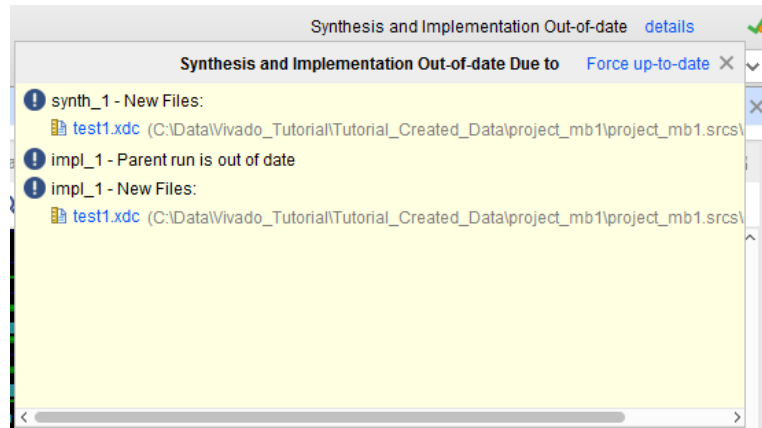 Synthesis and Implementation Out-of-date details
Synthesis and Implementation Out-of-date Due to Force up-to-date
synth_1 - New Files:
test1.xdc (C:\Data\Vivado_Tutorial\Tutorial_Created_Data\project_mb1\project_mb1.srcs\
impl_1 - Parent run is out of date
impl_1 - New Files:
test1.xdc (C:\Data\Vivado_Tutorial\Tutorial_Created_Data\project_mb1\project_mb1.srcs\